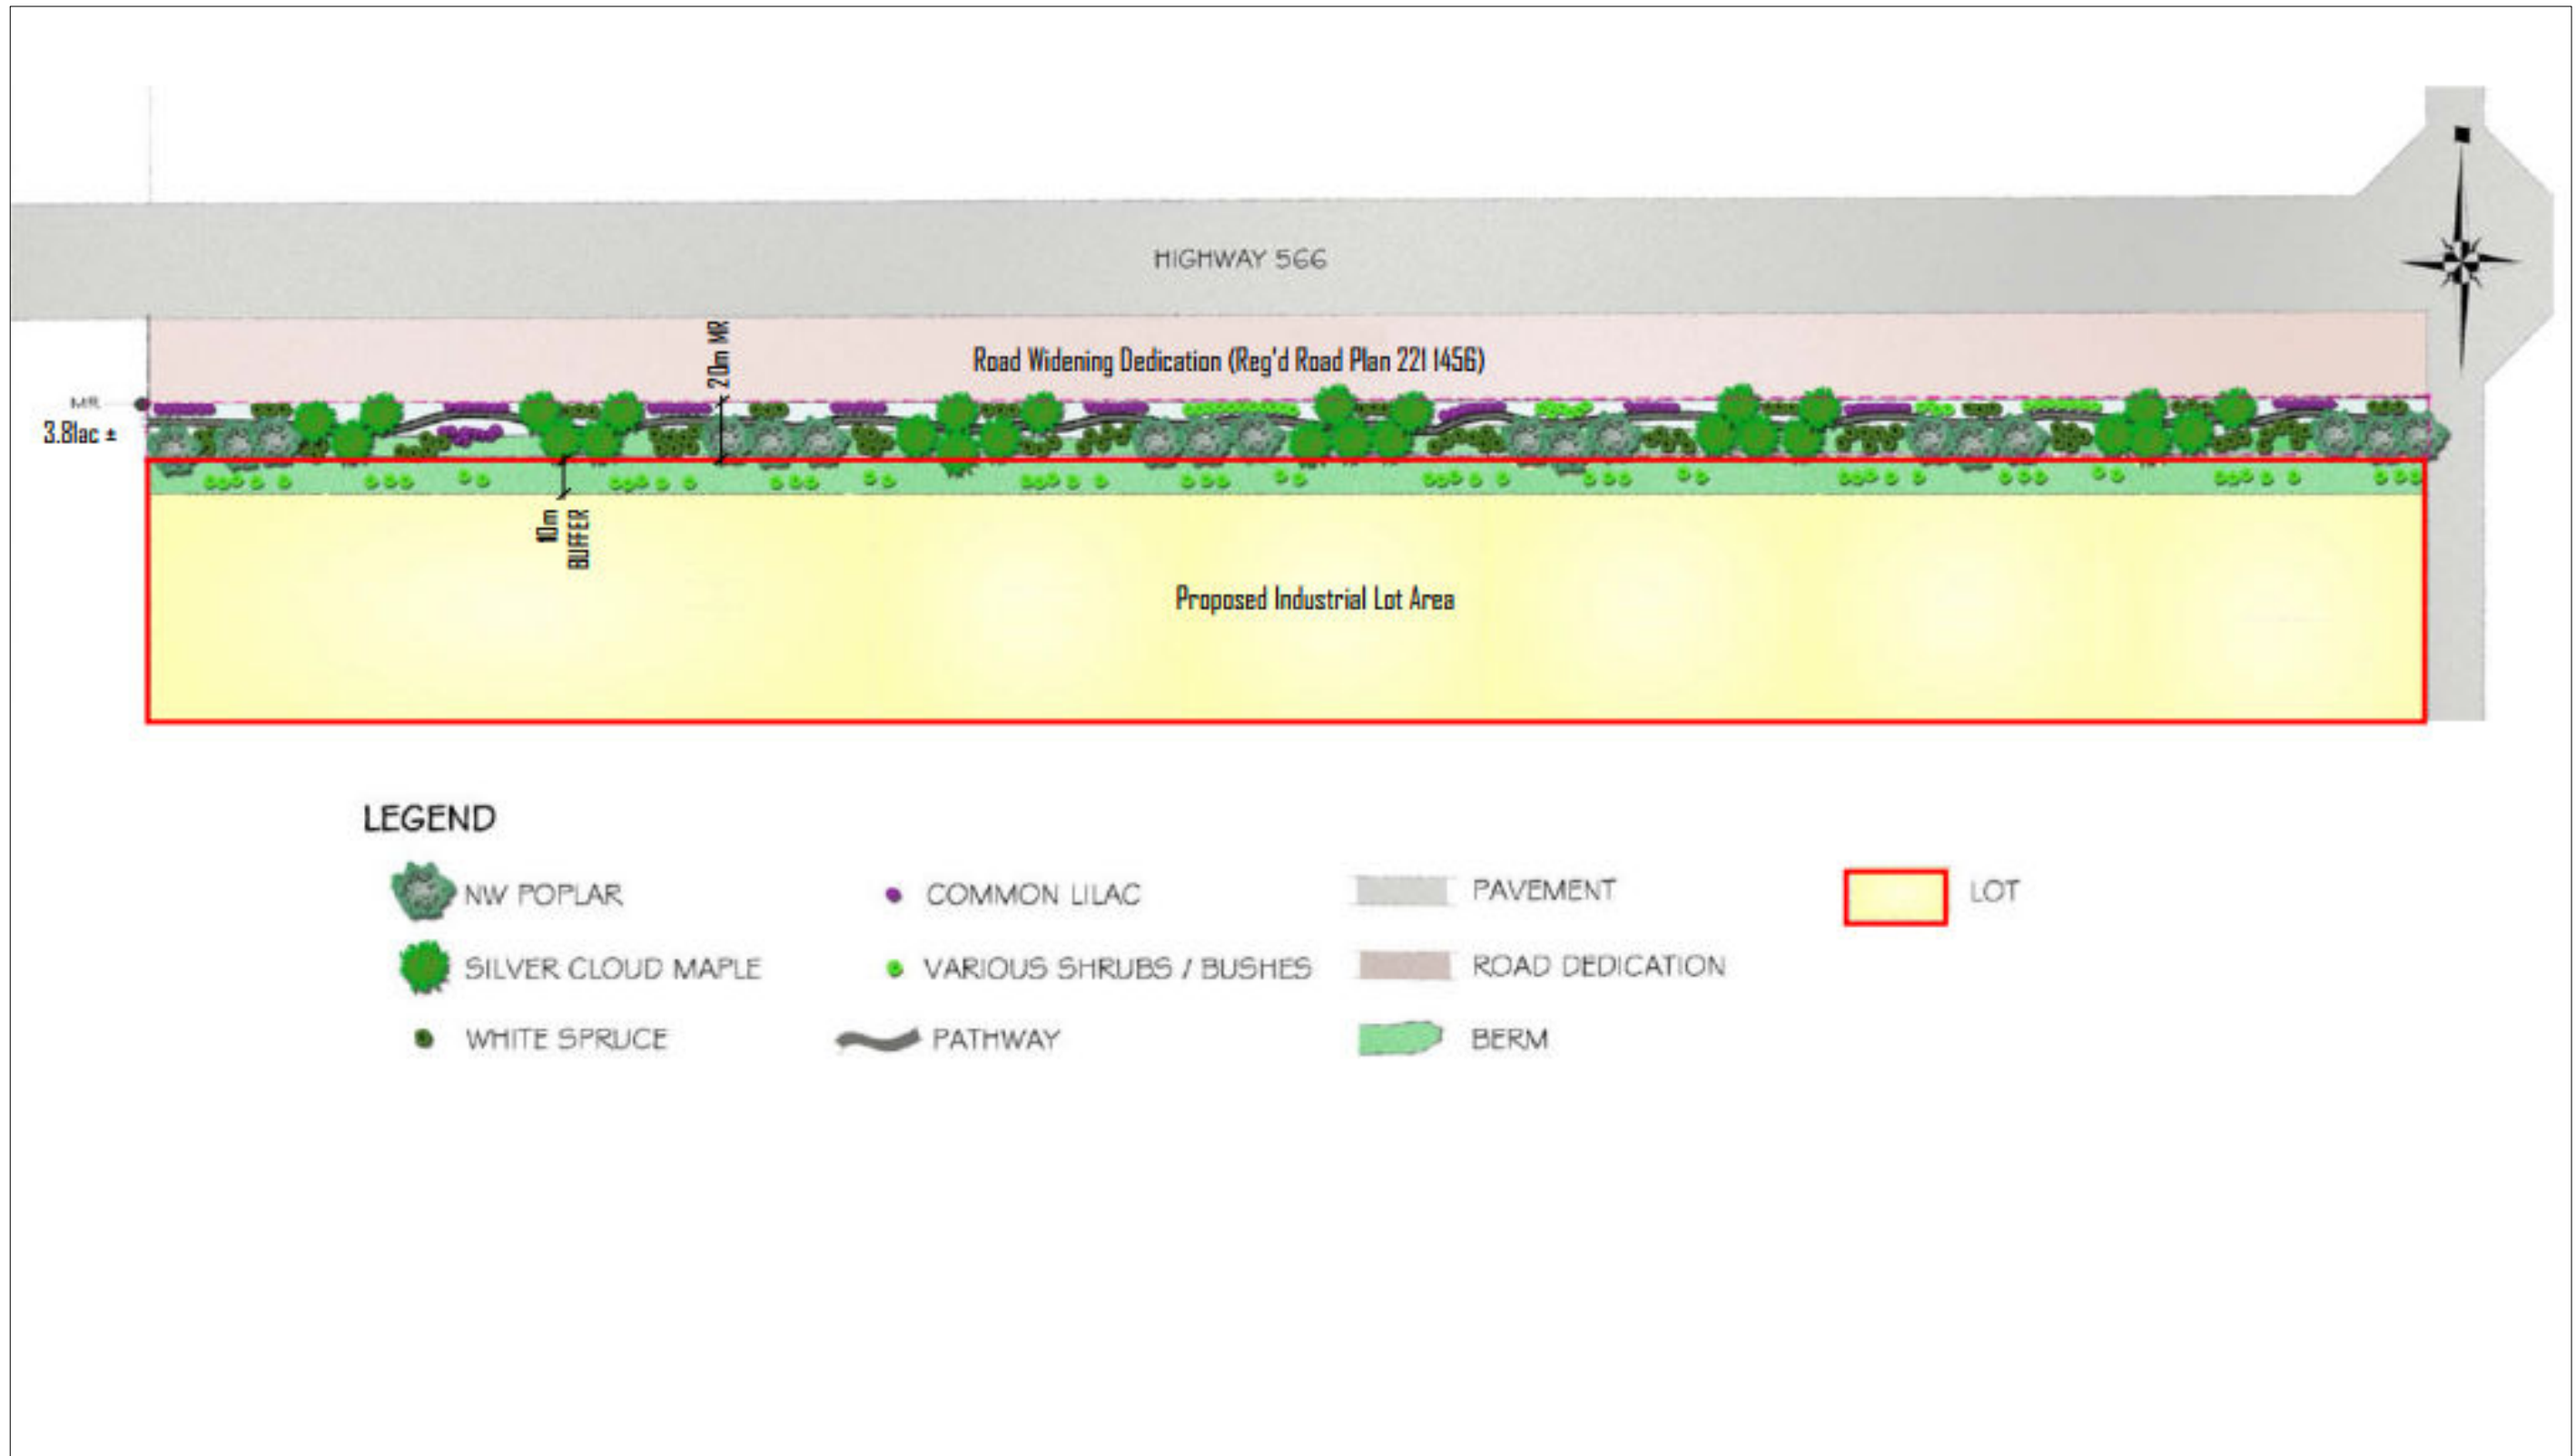 HIGHWAY 566
20m MR
Road Widening Dedication (Reg'd Road Plan 221 1456)
MR
3.81ac ±
10m
BUFFER
Proposed Industrial Lot Area
LEGEND
NW POPLAR
COMMON LILAC
PAVEMENT
LOT
SILVER CLOUD MAPLE
VARIOUS SHRUBS / BUSHES
ROAD DEDICATION
WHITE SPRUCE
PATHWAY
BERM